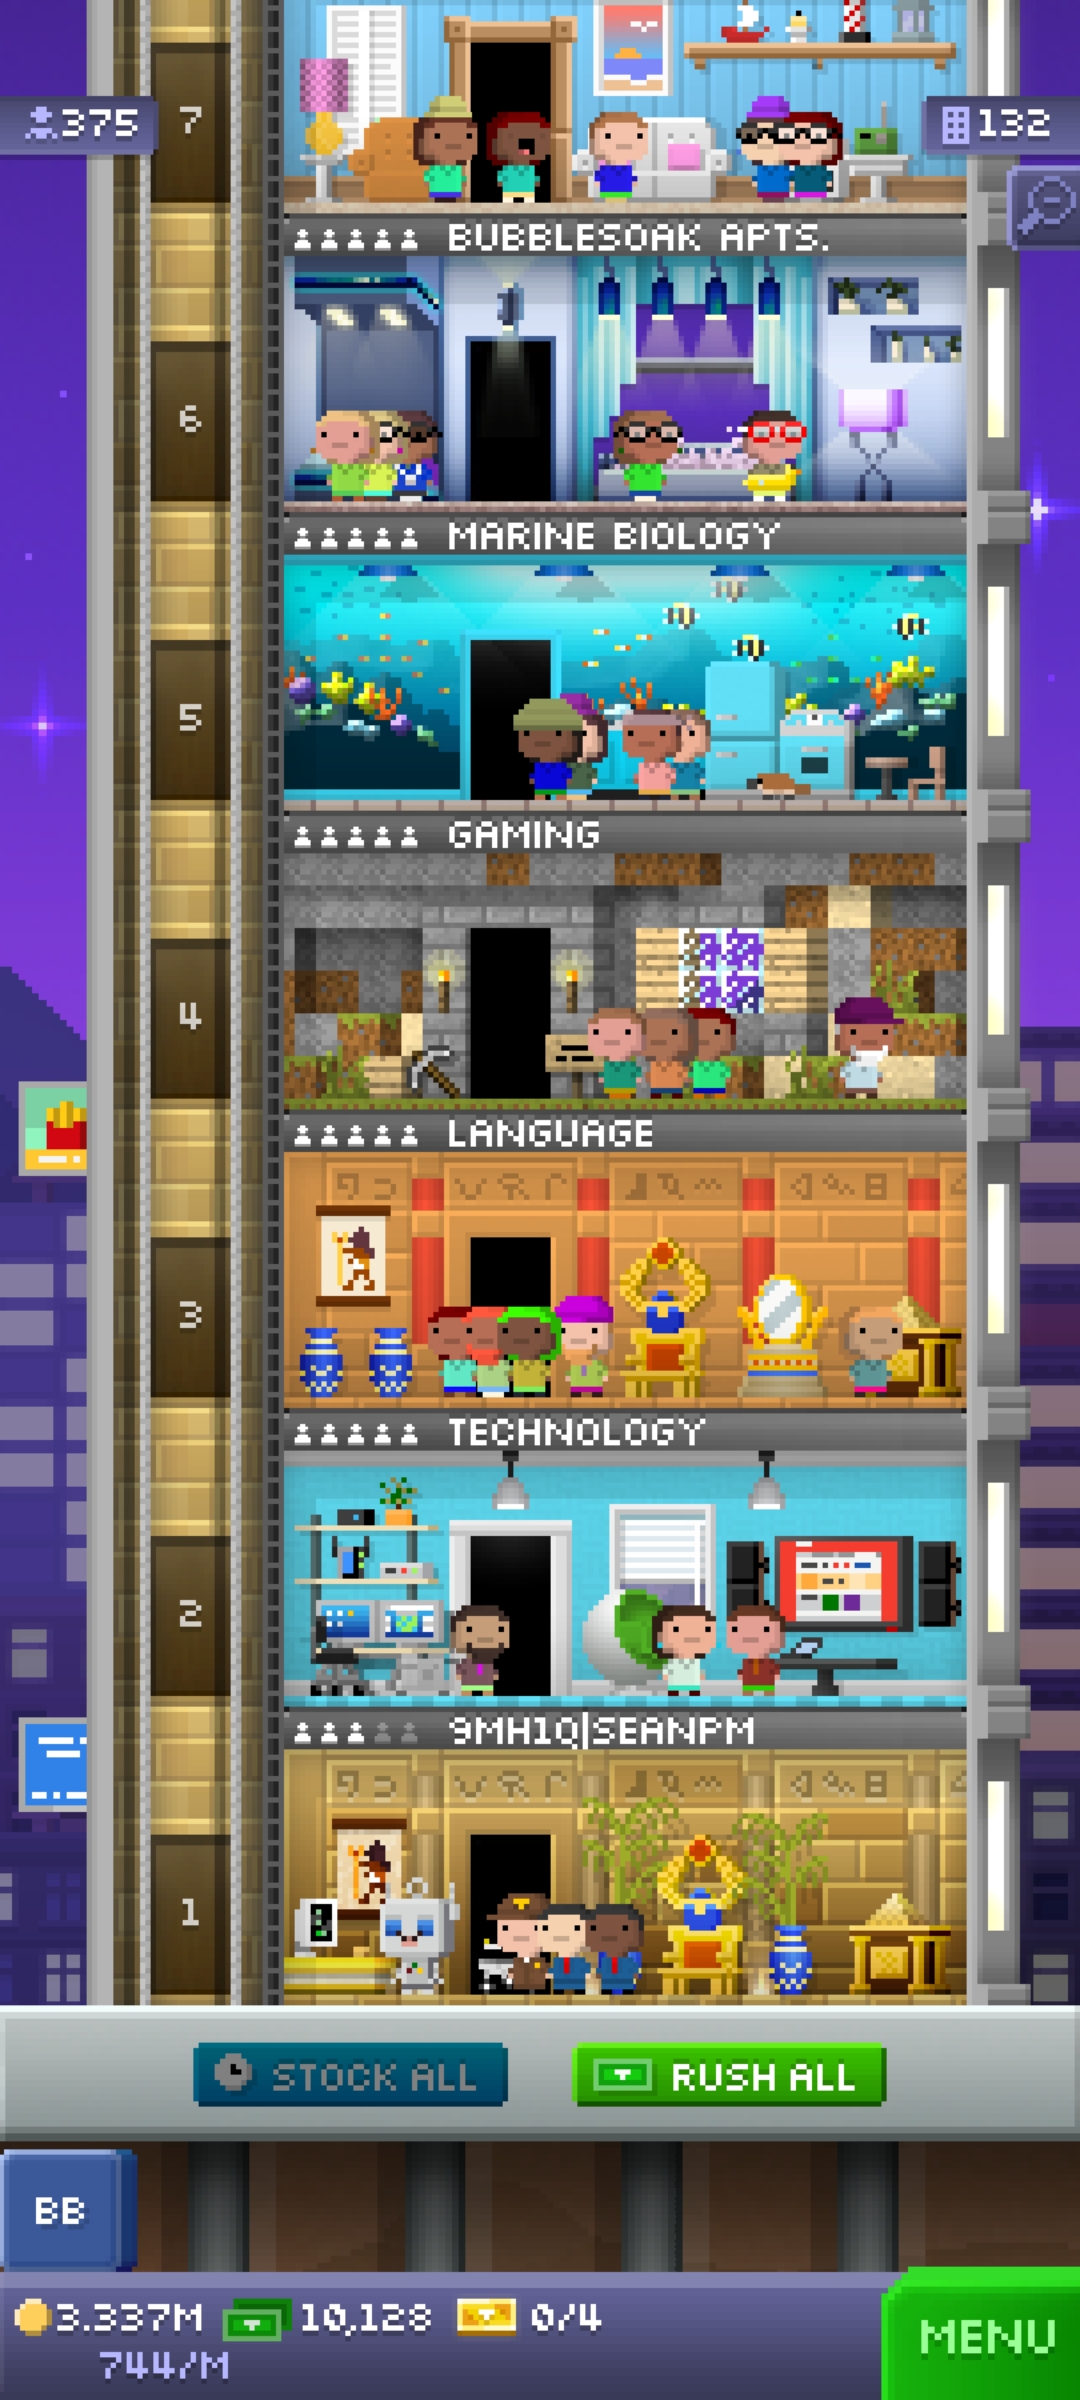 375
7
132
BUBBLESOAK APTS.
6
MARINE BIOLOGY
5
GAMING
4
LANGUAGE
3
TECHNOLOGY
2
9MH1Q|SEANPM
1
STOCK ALL
RUSH ALL
BB
3.337M
10,128
0/4
744/M
MENU